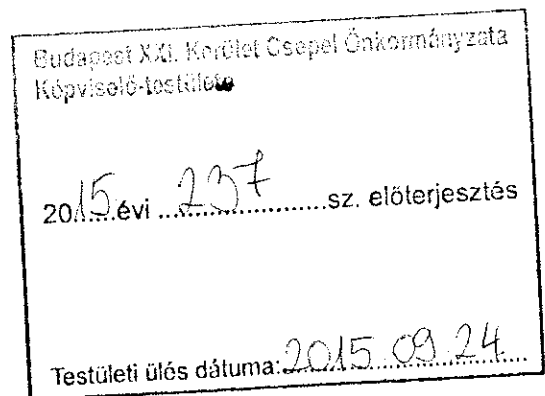 Budapest XXI. Kerület Csepel Önkormányzata
Képviselő-testülete
2015 évi 237 sz. előterjesztés
Testületi ülés dátuma: 2015.09.24